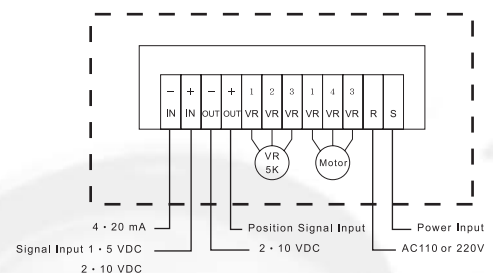 − + − + 1 2 3 1 4 3
IN IN OUT OUT VR VR VR VR VR VR R S
VR
5K
Motor
4・20 mA
Position Signal Input
Power Input
Signal Input 1・5 VDC
2・10 VDC
AC110 or 220V
2・10 VDC